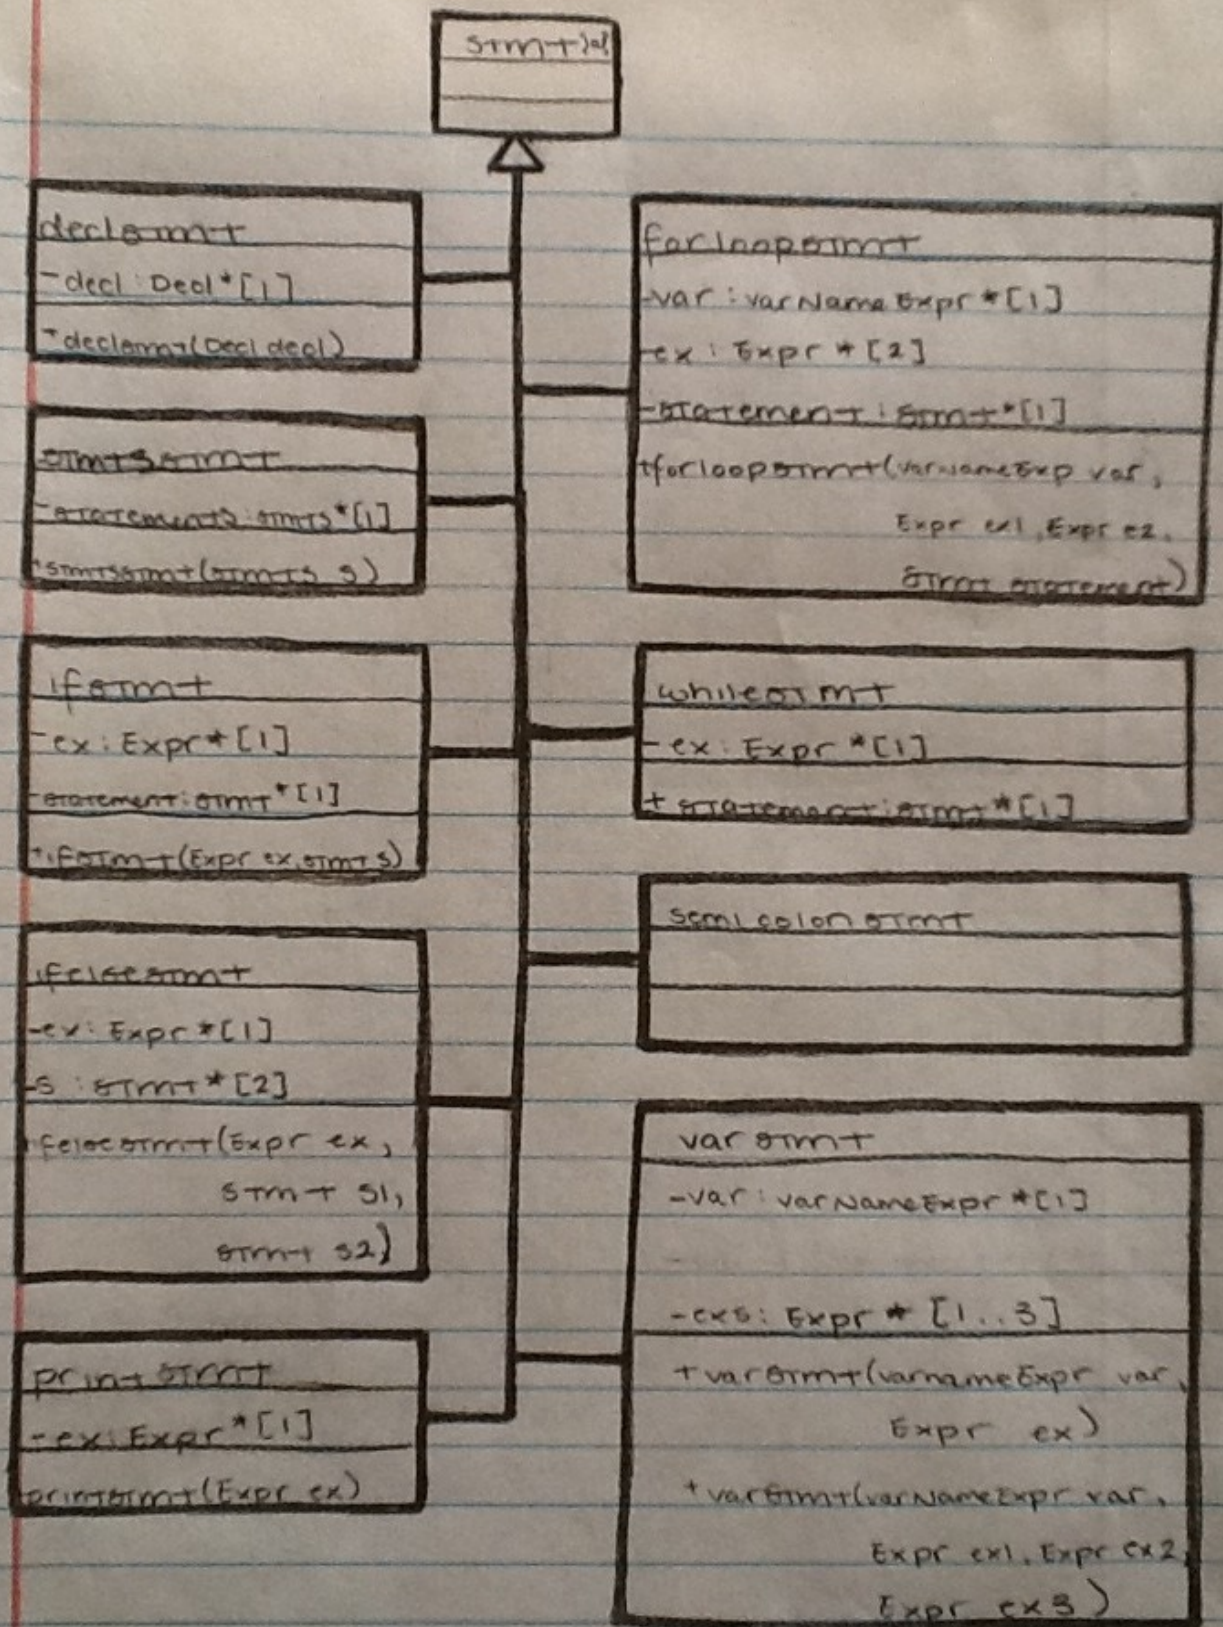 stmt
declstmt
-decl : Decl*[1]
+declstmt(Decl decl)
stmtsstmt
-statements : stmts*[1]
+stmtsstmt(stmts s)
ifstmt
-ex : Expr*[1]
-statement : stmt*[1]
+ifstmt(Expr ex, stmt s)
ifelsestmt
-ex : Expr*[1]
-s : stmt*[2]
ifelsestmt(Expr ex,
stmt s1,
stmt s2)
printstmt
-ex : Expr*[1]
printstmt(Expr ex)
forloopstmt
-var : varNameExpr*[1]
-ex : Expr*[2]
-statement : stmt*[1]
+forloopstmt(varNameExp var,
Expr ex1, Expr e2,
stmt statement)
whilestmt
-ex : Expr*[1]
+statement : stmt*[1]
semicolonstmt
varstmt
-var : varNameExpr*[1]
-exs : Expr* [1..3]
+varstmt(varnameExpr var,
Expr ex)
+varstmt(varNameExpr var,
Expr ex1, Expr ex2,
Expr ex3)